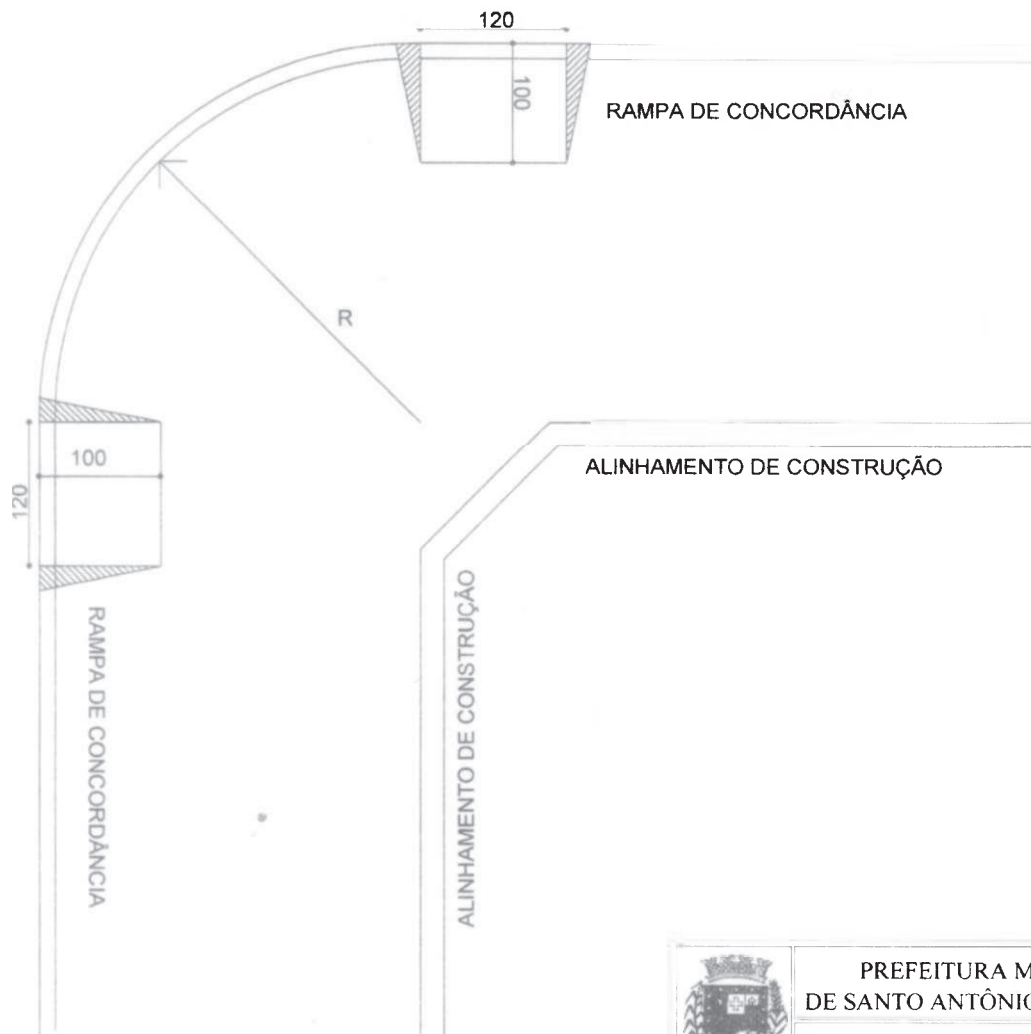 120
100
RAMPA DE CONCORDÂNCIA
R
100
120
ALINHAMENTO DE CONSTRUÇÃO
RAMPA DE CONCORDÂNCIA
ALINHAMENTO DE CONSTRUÇÃO
PREFEITURA M
DE SANTO ANTÔNIO